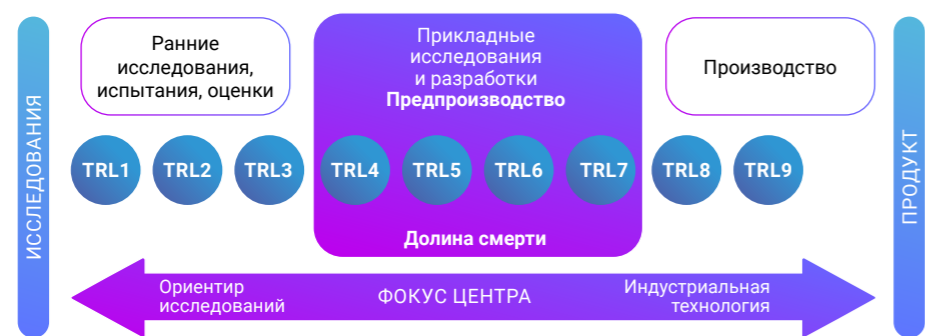 ИССЛЕДОВАНИЯ
Ранние
исследования,
испытания, оценки
Прикладные
исследования
и разработки
Предпроизводство
Производство
TRL1 TRL2 TRL3 TRL4 TRL5 TRL6 TRL7 TRL8 TRL9
Долина смерти
Ориентир
исследований
ФОКУС ЦЕНТРА
Индустриальная
технология
ПРОДУКТ